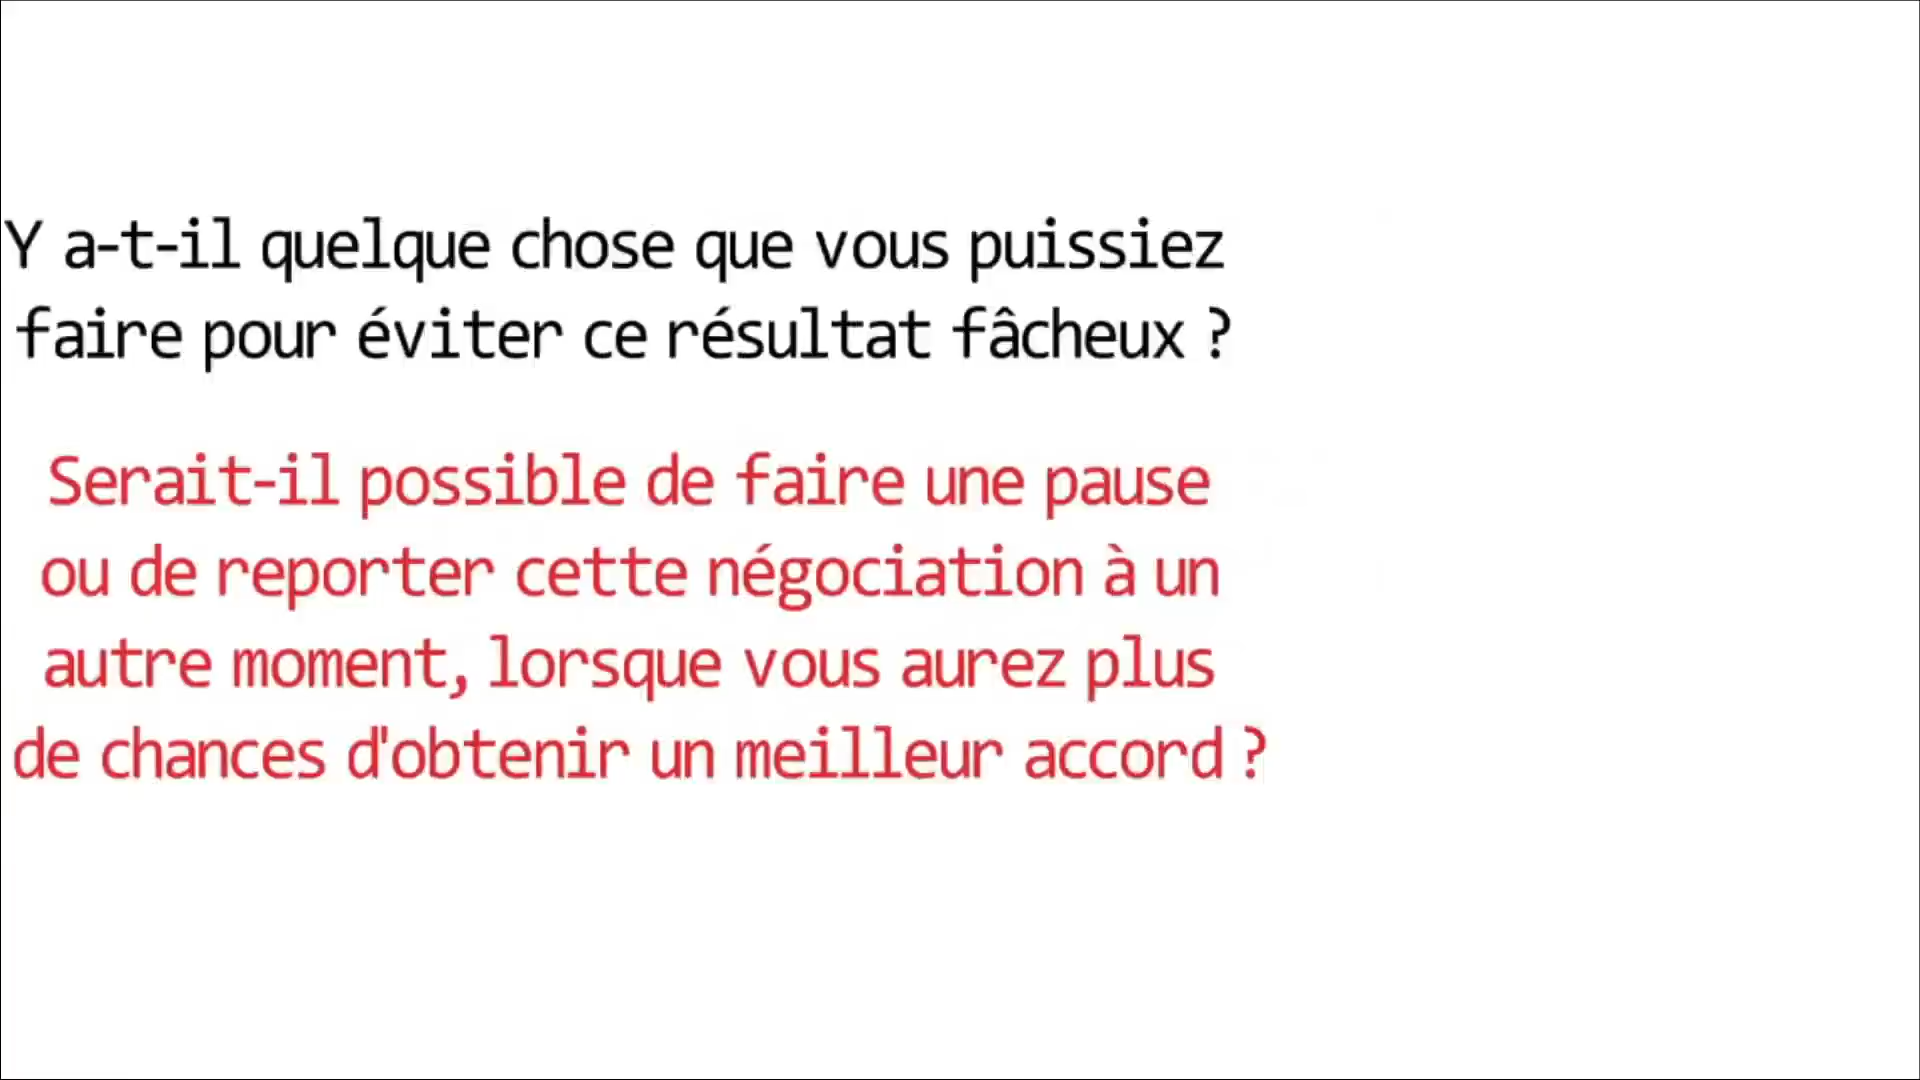 Y a-t-il quelque chose que vous puissiez
faire pour éviter ce résultat fâcheux ?
Serait-il possible de faire une pause
ou de reporter cette négociation à un
autre moment, lorsque vous aurez plus
de chances d'obtenir un meilleur accord ?